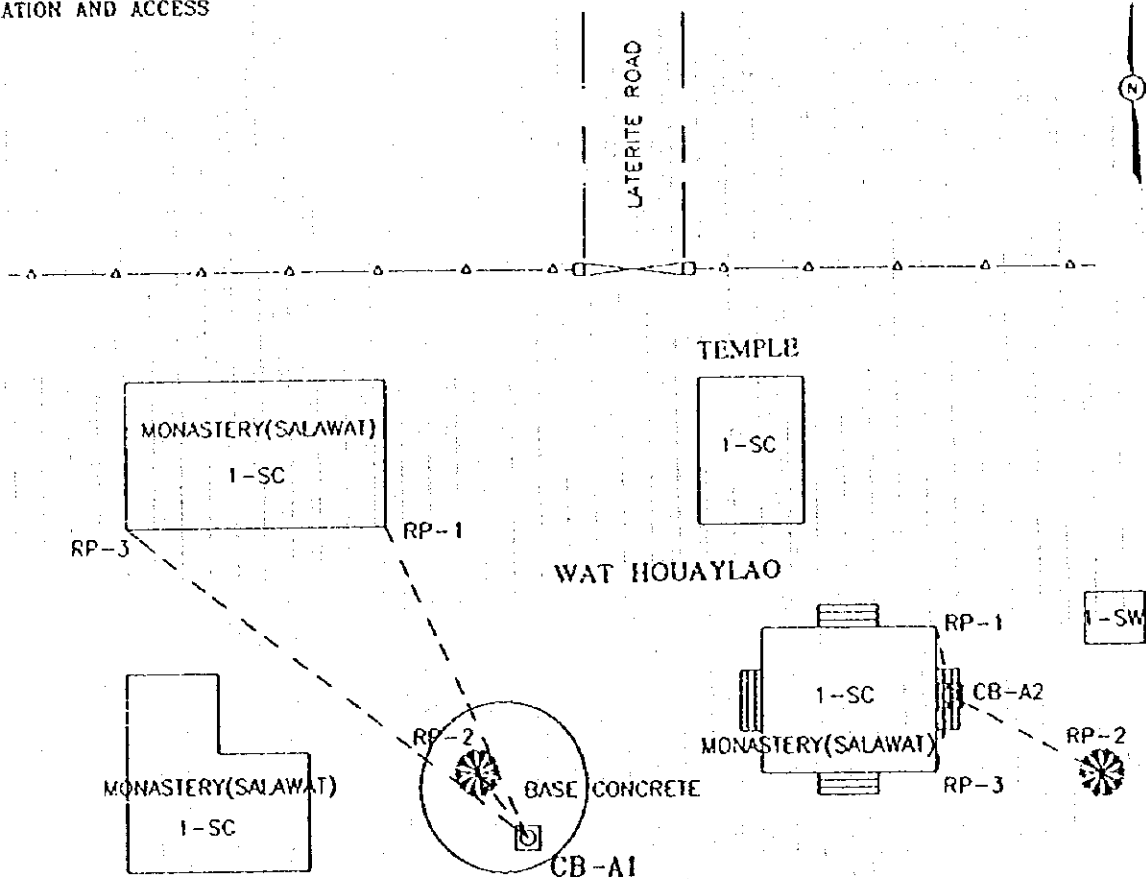 ATION AND ACCESS
N
LATERITE ROAD
TEMPLE
MONASTERY(SALAWAT)
1-SC
1-SC
RP-3
RP-1
WAT HOUAYLAO
RP-1
1-SW
1-SC
CB-A2
RP-2
RP-2
MONASTERY(SALAWAT)
MONASTERY(SALAWAT)
BASE CONCRETE
RP-3
1-SC
CB-A1